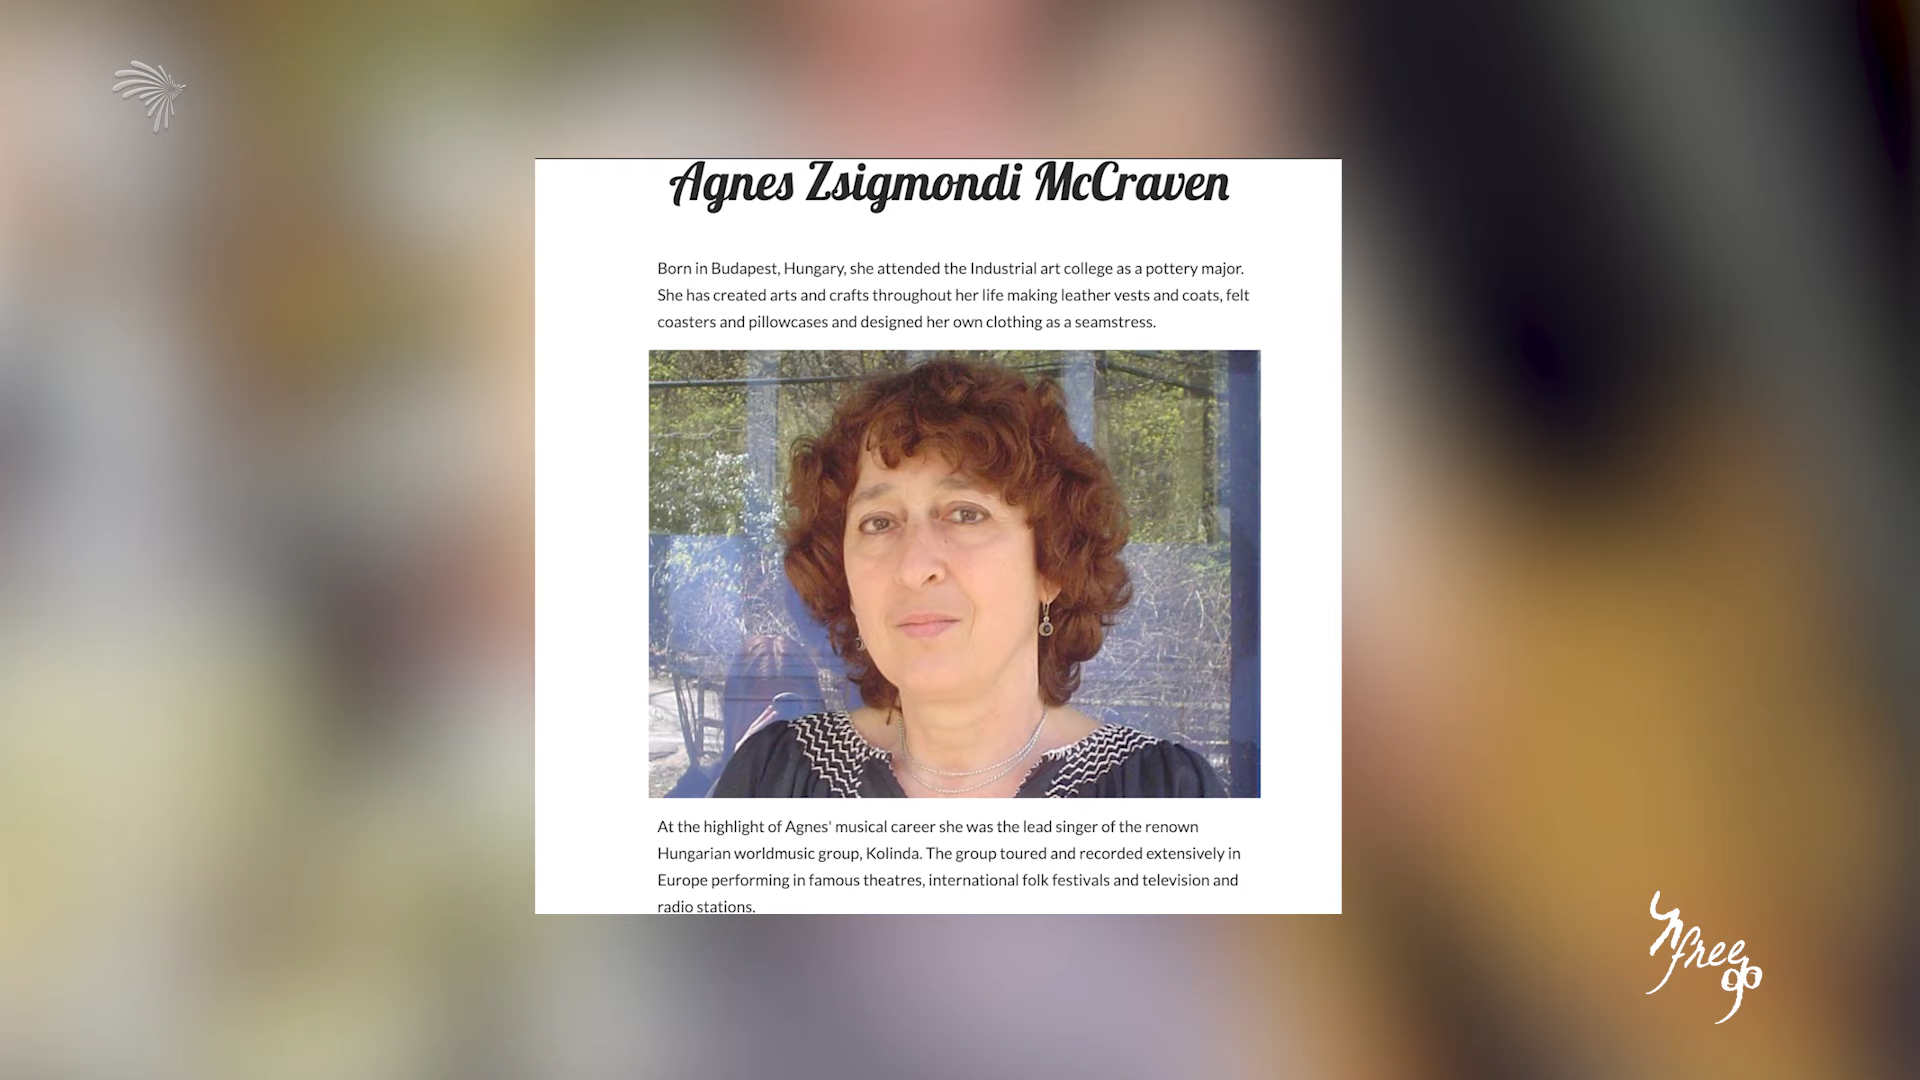 Agnes Zsigmondi McCraven
Born in Budapest, Hungary, she attended the Industrial art college as a pottery major.
She has created arts and crafts throughout her life making leather vests and coats, felt
coasters and pillowcases and designed her own clothing as a seamstress.
At the highlight of Agnes' musical career she was the lead singer of the renown
Hungarian worldmusic group, Kolinda. The group toured and recorded extensively in
Europe performing in famous theatres, international folk festivals and television and
radio stations.
free